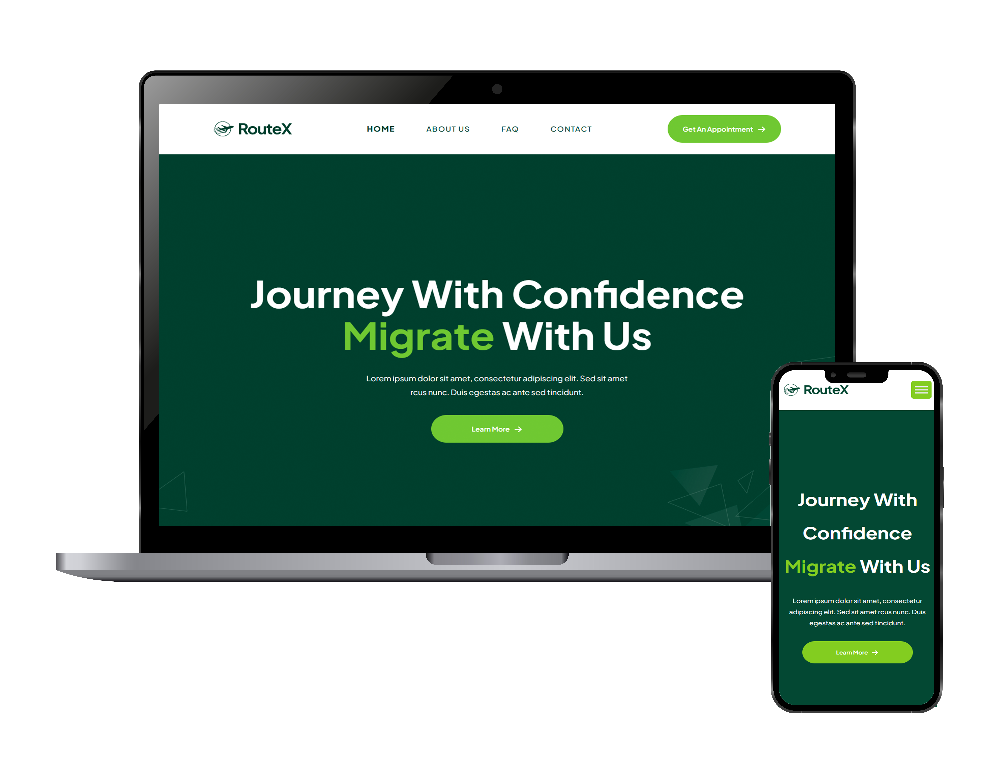 RouteX
HOME
ABOUT US
FAQ
CONTACT
Get An Appointment
Journey With Confidence
Migrate With Us
Lorem ipsum dolor sit amet, consectetur adipiscing elit. Sed sit amet
rcus nunc. Duis egestas ac ante sed tincidunt.
Learn More
RouteX
Journey With
Confidence
Migrate With Us
Lorem ipsum dolor sit amet, consectetur
adipiscing elit. Sed sit amet rcus nunc. Duis
egestas ac ante sed tincidunt.
Learn More